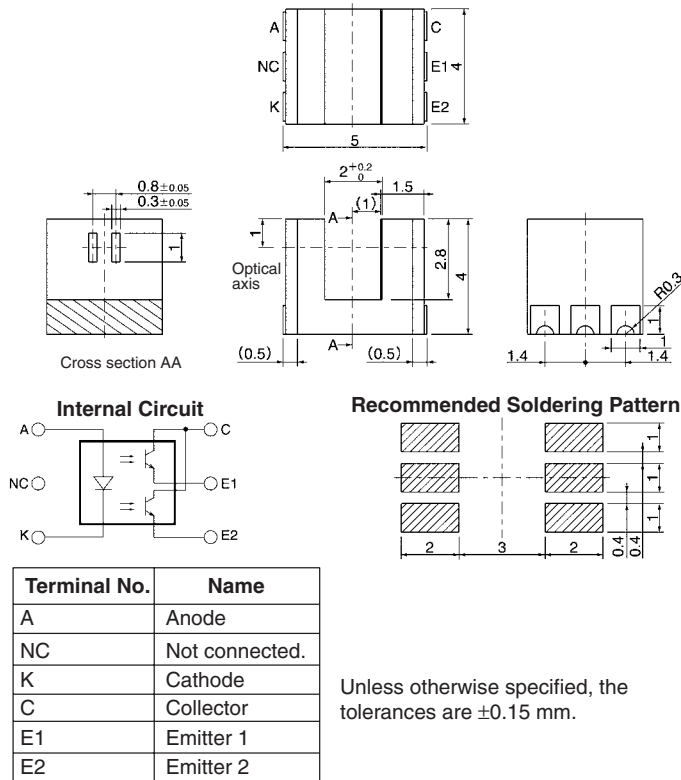 A
C
NC
E1
4
K
E2
5
0.8±0.05
0.3±0.05
1
Cross section AA
2 +0.2 0
1.5
(1)
A
1
Optical axis
2.8
4
(0.5)
A
(0.5)
R0.3
1
1
1.4
1.4
Internal Circuit
A
C
NC
E1
K
E2
Recommended Soldering Pattern
1
1
1
2
3
2
0.4
0.4
Terminal No. Name
A Anode
NC Not connected.
K Cathode
C Collector
E1 Emitter 1
E2 Emitter 2
Unless otherwise specified, the
tolerances are ±0.15 mm.